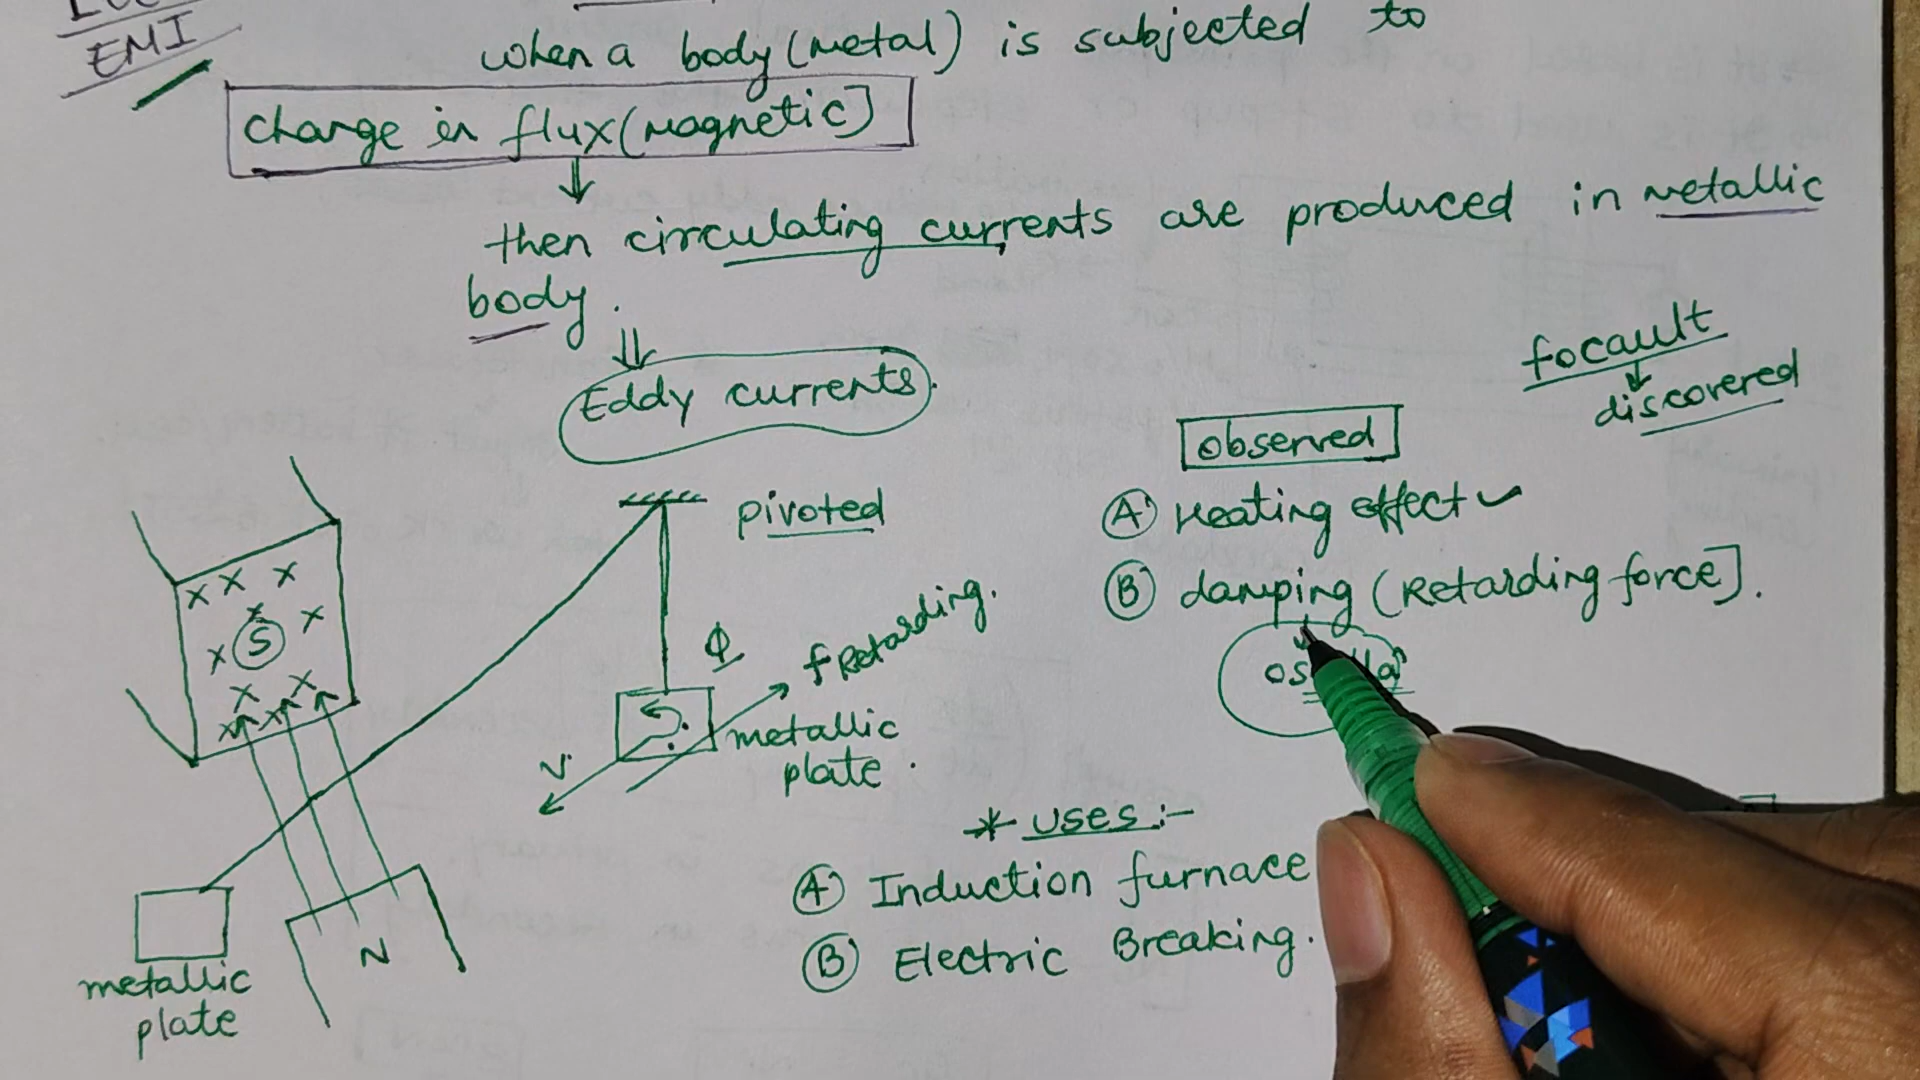 EMI
when a body (metal) is subjected to
change in flux (magnetic]
then circulating currents are produced in metallic
body.
Eddy currents.
focault
discovered
observed
(A) Heating effect
(B) damping (Retarding force].
pivoted
S
ϕ
f Retarding.
metallic
plate.
v
* uses :-
(A) Induction furnace
(B) Electric Breaking.
N
metallic
plate